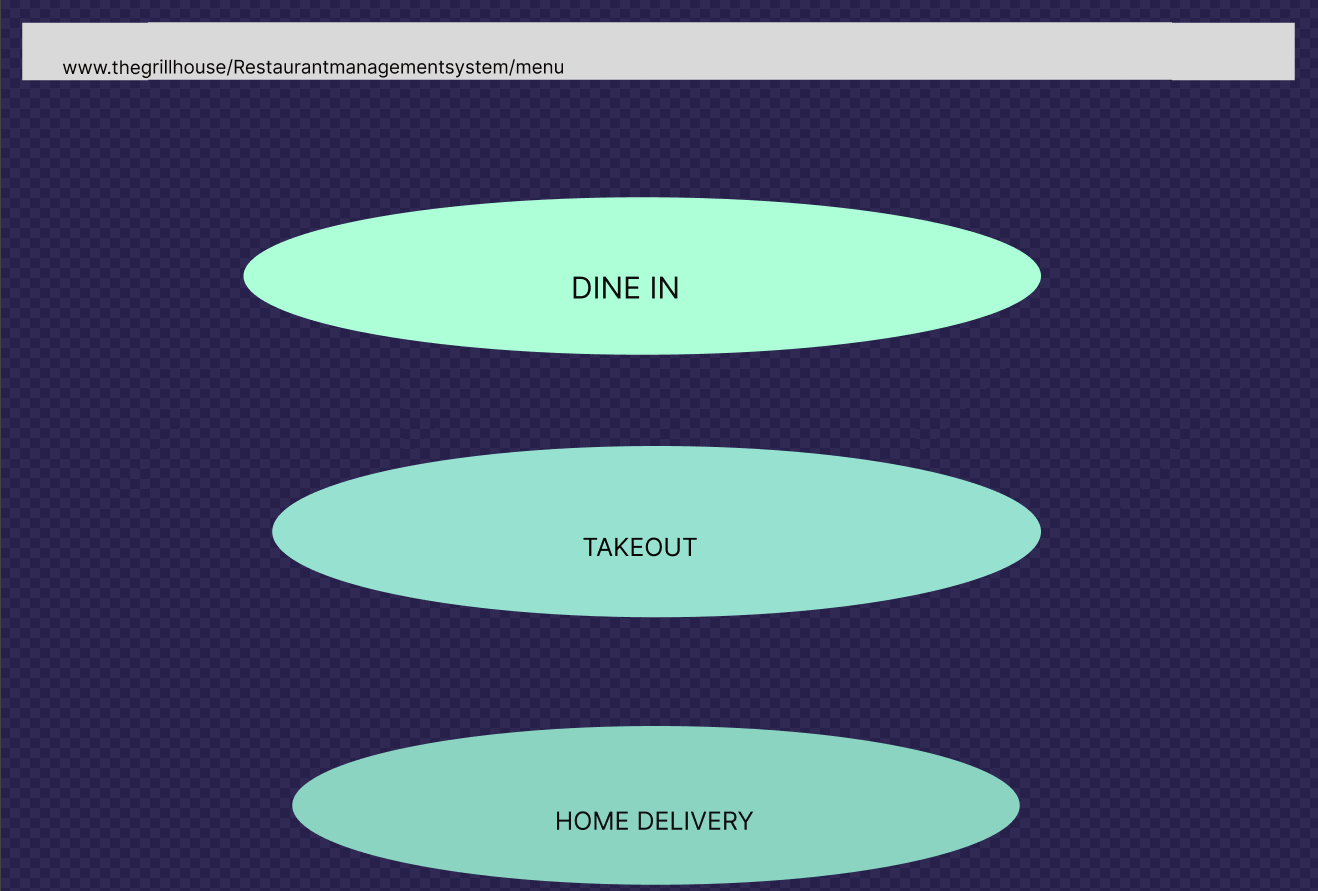 www.thegrillhouse/Restaurantmanagementsystem/menu
DINE IN
TAKEOUT
HOME DELIVERY